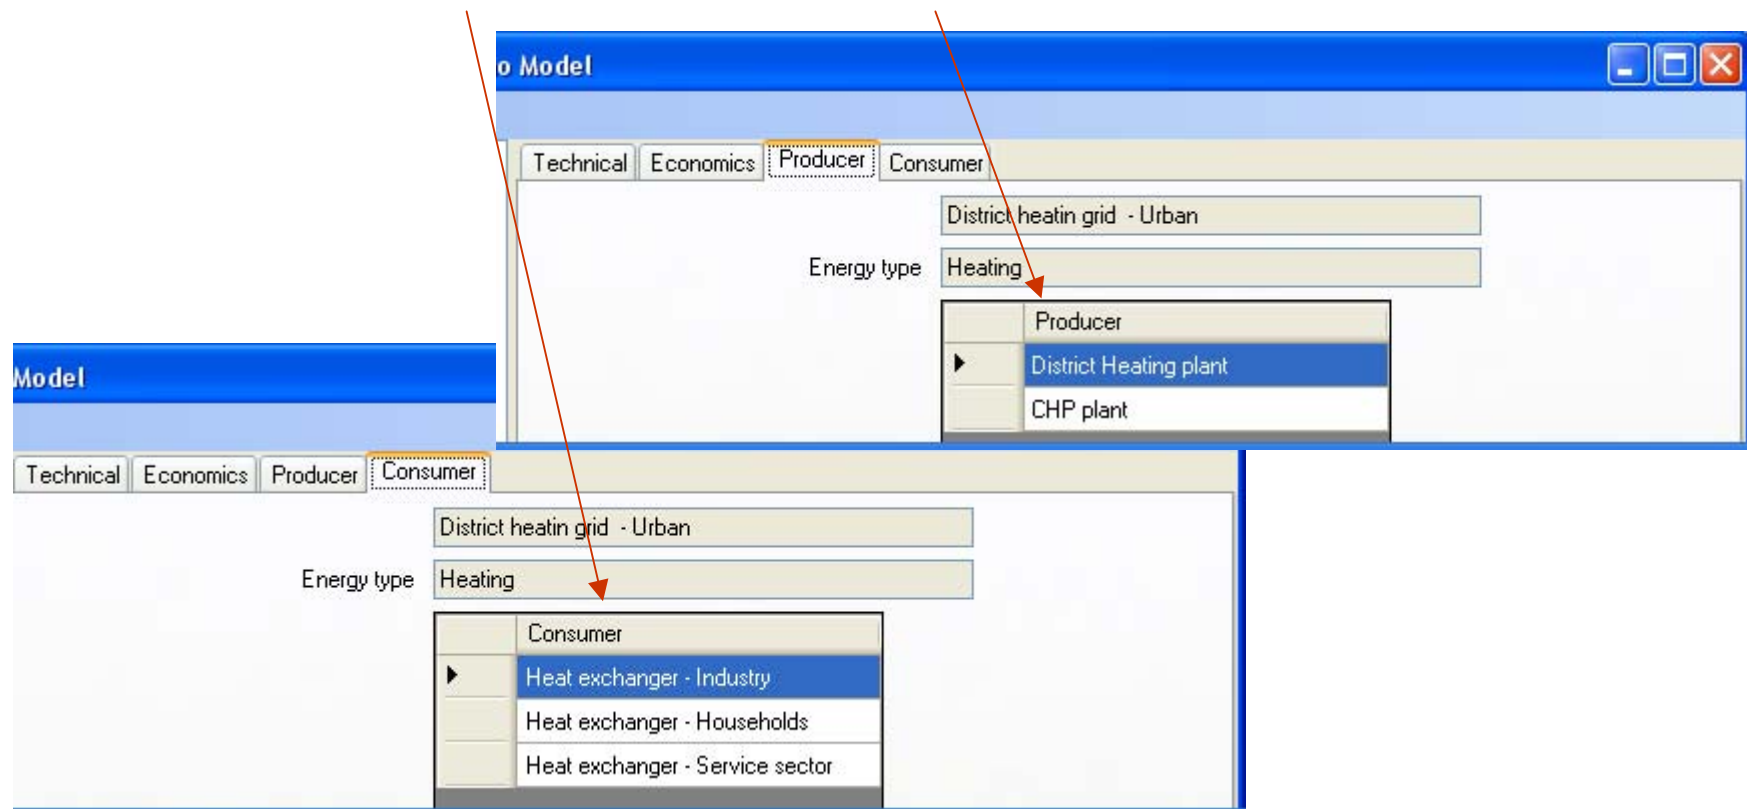 o Model
Technical Economics Producer Consumer
District heatin grid - Urban
Energy type Heating
Producer
District Heating plant
CHP plant
Model
Technical Economics Producer Consumer
District heatin grid - Urban
Energy type Heating
Consumer
Heat exchanger - Industry
Heat exchanger - Households
Heat exchanger - Service sector